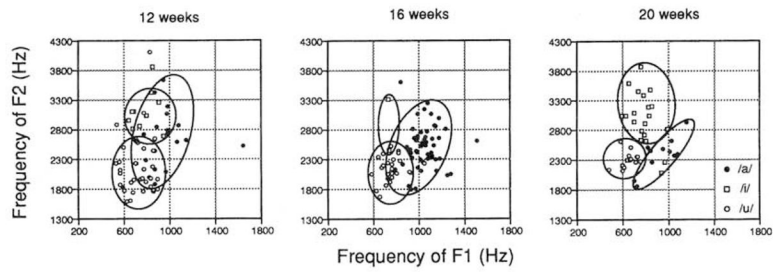 12 weeks 16 weeks 20 weeks
4300 4300 4300
3800 3800 3800
3300 3300 3300
2800 2800 2800
2300 2300 2300
1800 1800 1800
1300 1300 1300
200 600 1000 1400 1800 200 600 1000 1400 1800 200 600 1000 1400 1800
Frequency of F2 (Hz)
Frequency of F1 (Hz)
/a/
/i/
/u/